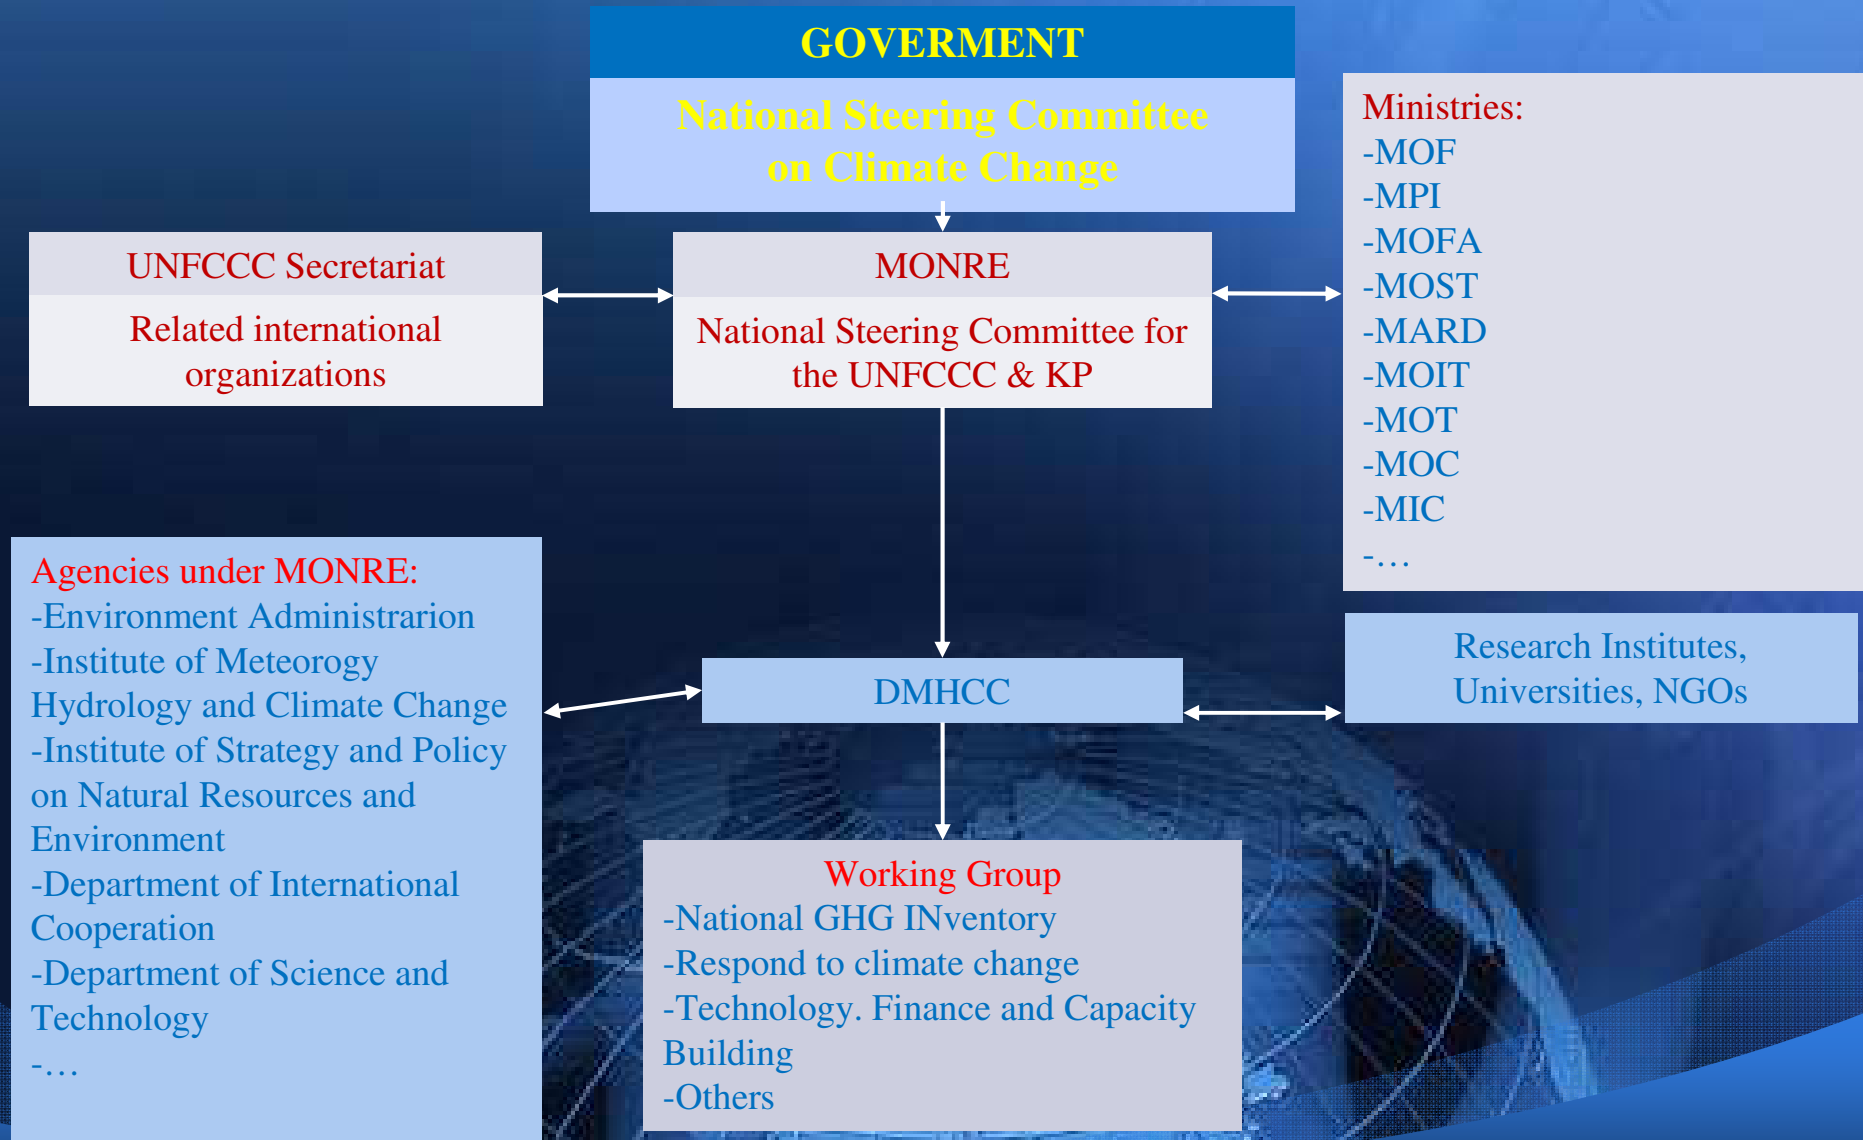 GOVERMENT
National Steering Committee
on Climate Change
UNFCCC Secretariat
Related international
organizations
MONRE
National Steering Committee for
the UNFCCC & KP
Ministries:
-MOF
-MPI
-MOFA
-MOST
-MARD
-MOIT
-MOT
-MOC
-MIC
-…
Agencies under MONRE:
-Environment Administrarion
-Institute of Meteorogy
Hydrology and Climate Change
-Institute of Strategy and Policy
on Natural Resources and
Environment
-Department of International
Cooperation
-Department of Science and
Technology
-…
DMHCC
Research Institutes,
Universities, NGOs
Working Group
-National GHG INventory
-Respond to climate change
-Technology. Finance and Capacity
Building
-Others